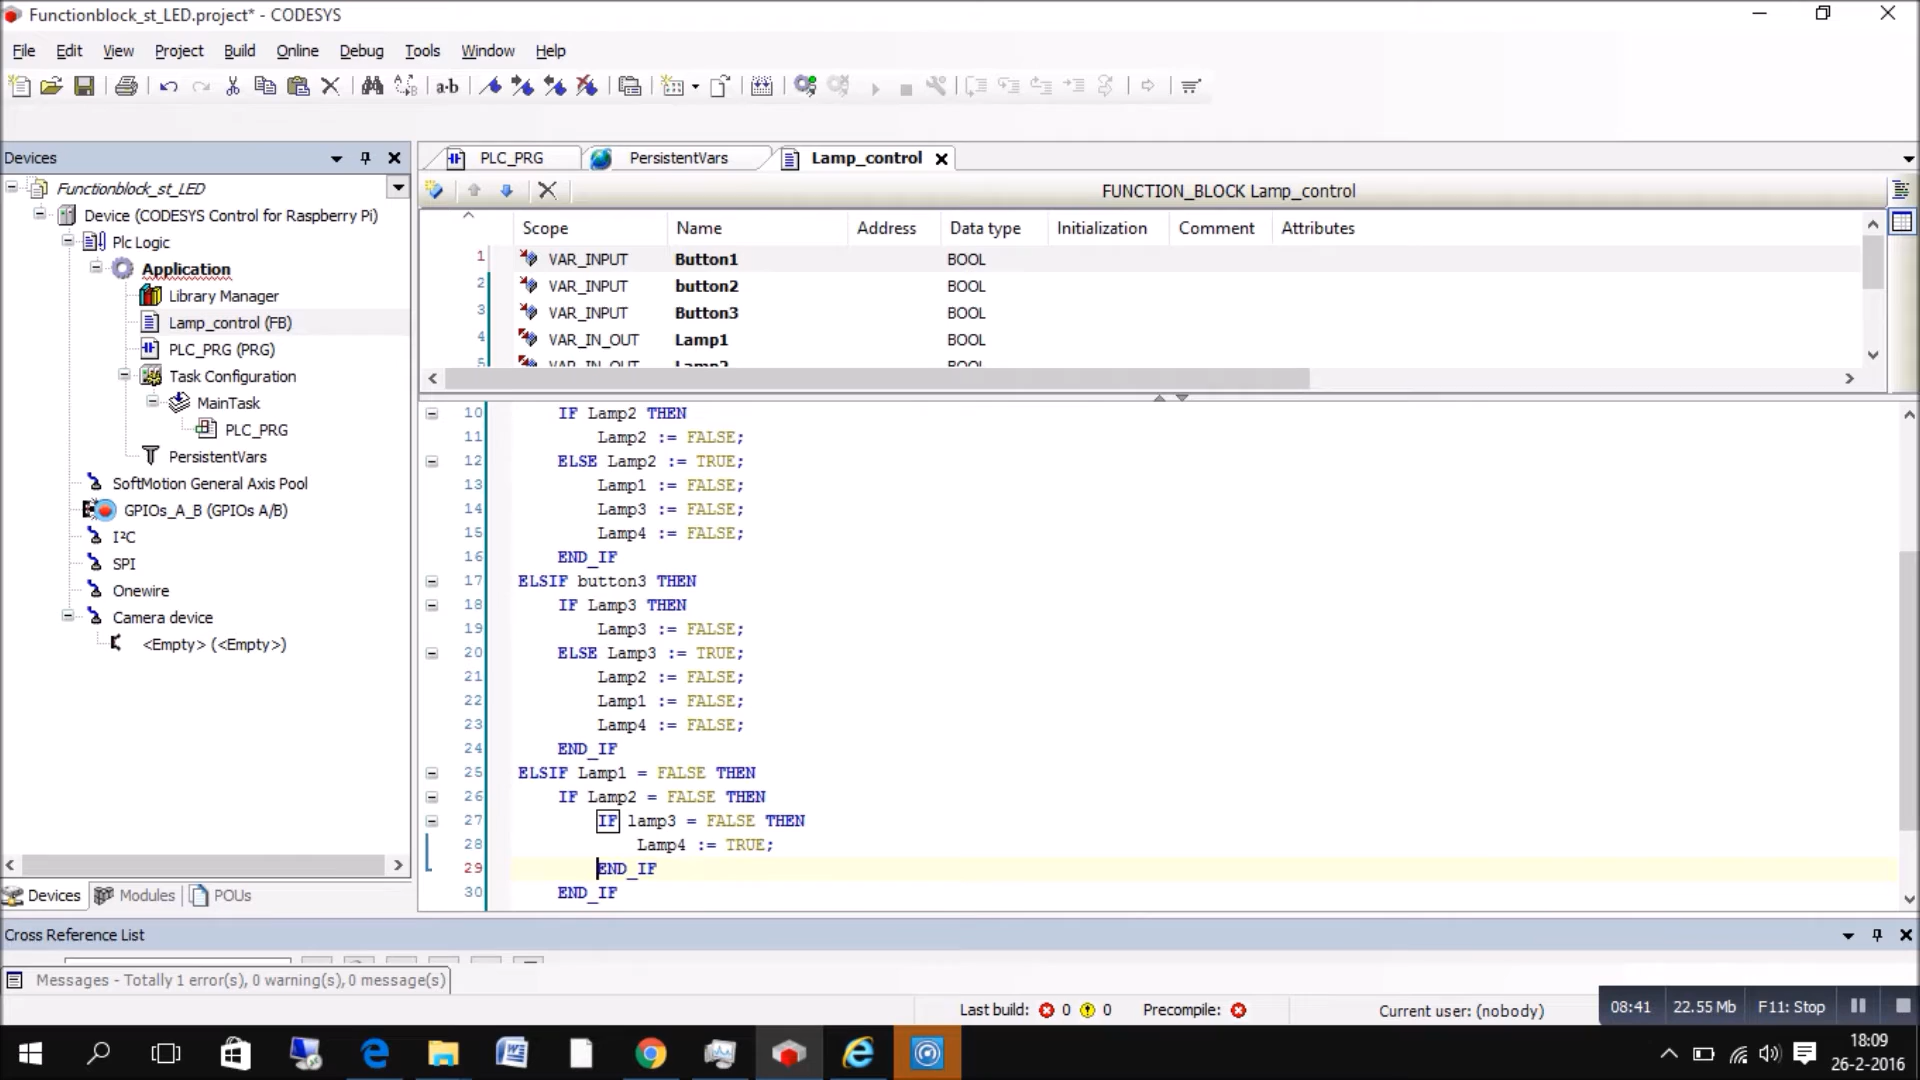 Functionblock_st_LED.project* - CODESYS
File Edit View Project Build Online Debug Tools Window Help
Devices
Functionblock_st_LED
Device (CODESYS Control for Raspberry Pi)
Plc Logic
Application
Library Manager
Lamp_control (FB)
PLC_PRG (PRG)
Task Configuration
MainTask
PLC_PRG
PersistentVars
SoftMotion General Axis Pool
GPIOs_A_B (GPIOs A/B)
I²C
SPI
Onewire
Camera device
<Empty> (<Empty>)
Devices Modules POUs
PLC_PRG PersistentVars Lamp_control
FUNCTION_BLOCK Lamp_control
Scope Name Address Data type Initialization Comment Attributes
1 VAR_INPUT Button1 BOOL
2 VAR_INPUT button2 BOOL
3 VAR_INPUT Button3 BOOL
4 VAR_IN_OUT Lamp1 BOOL
5 VAR_IN_OUT Lamp2 BOOL
10 IF Lamp2 THEN
11 Lamp2 := FALSE;
12 ELSE Lamp2 := TRUE;
13 Lamp1 := FALSE;
14 Lamp3 := FALSE;
15 Lamp4 := FALSE;
16 END_IF
17 ELSIF button3 THEN
18 IF Lamp3 THEN
19 Lamp3 := FALSE;
20 ELSE Lamp3 := TRUE;
21 Lamp2 := FALSE;
22 Lamp1 := FALSE;
23 Lamp4 := FALSE;
24 END_IF
25 ELSIF Lamp1 = FALSE THEN
26 IF Lamp2 = FALSE THEN
27 IF lamp3 = FALSE THEN
28 Lamp4 := TRUE;
29 END_IF
30 END_IF
Cross Reference List
Messages - Totally 1 error(s), 0 warning(s), 0 message(s)
Last build: 0 0 Precompile: Current user: (nobody)
08:41 22.55 Mb F11: Stop
18:09
26-2-2016